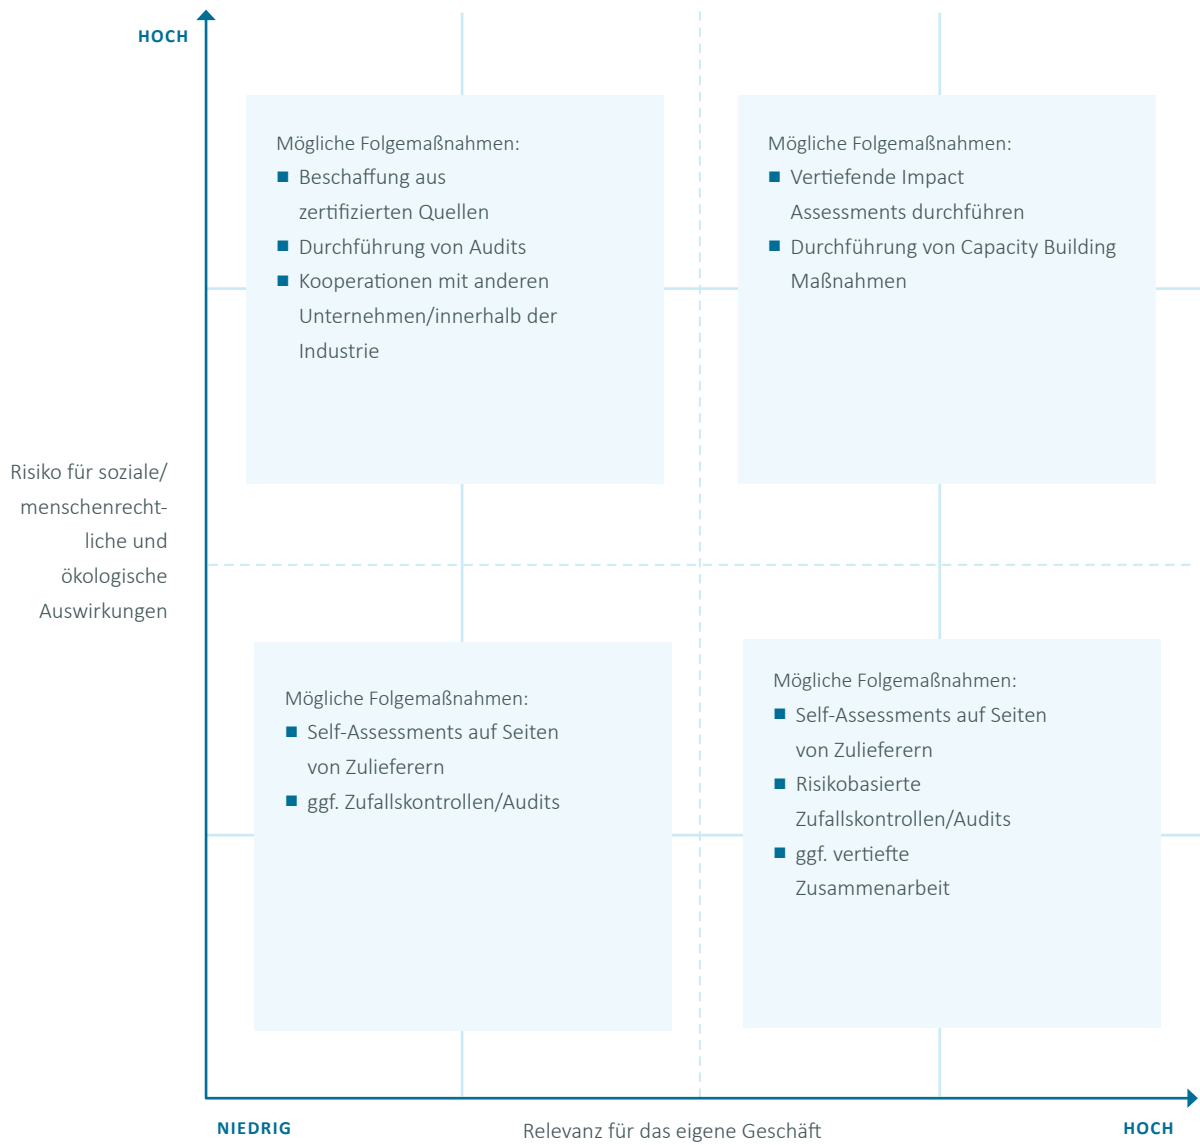 HOCH
Mögliche Folgemaßnahmen:
■ Beschaffung aus
zertifizierten Quellen
■ Durchführung von Audits
■ Kooperationen mit anderen
Unternehmen/innerhalb der
Industrie
Mögliche Folgemaßnahmen:
■ Vertiefende Impact
Assessments durchführen
■ Durchführung von Capacity Building
Maßnahmen
Risiko für soziale/
menschenrecht-
liche und
ökologische
Auswirkungen
Mögliche Folgemaßnahmen:
■ Self-Assessments auf Seiten
von Zulieferern
■ ggf. Zufallskontrollen/Audits
Mögliche Folgemaßnahmen:
■ Self-Assessments auf Seiten
von Zulieferern
■ Risikobasierte
Zufallskontrollen/Audits
■ ggf. vertiefte
Zusammenarbeit
NIEDRIG
Relevanz für das eigene Geschäft
HOCH